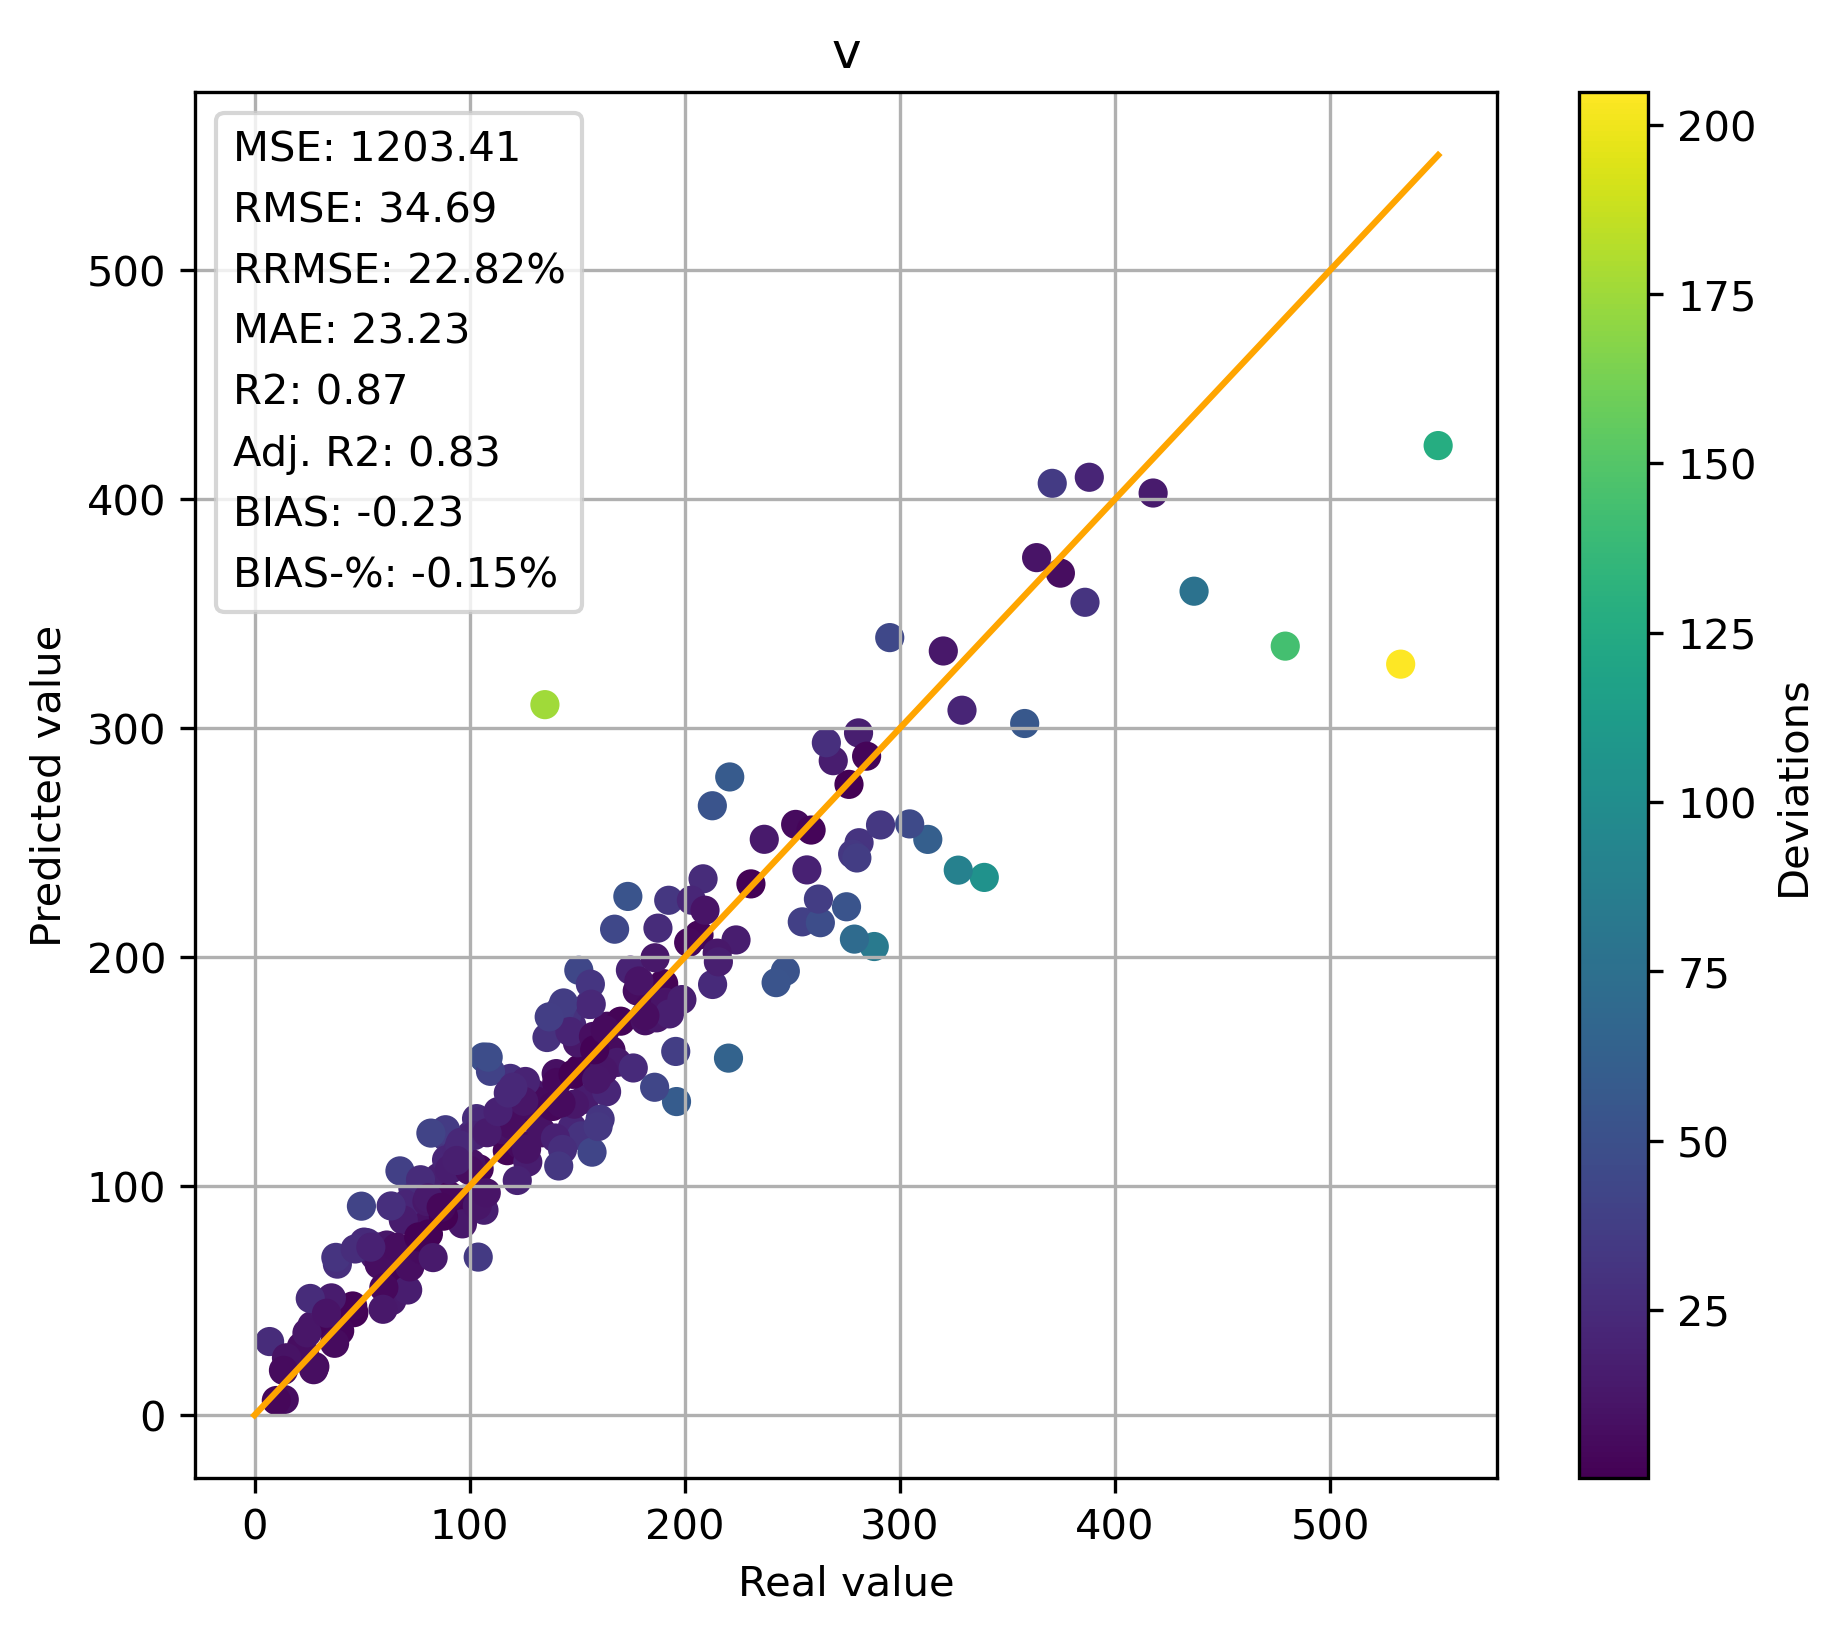 v
MSE: 1203.41
RMSE: 34.69
RRMSE: 22.82%
MAE: 23.23
R2: 0.87
Adj. R2: 0.83
BIAS: -0.23
BIAS-%: -0.15%
Predicted value
500
400
300
200
100
0
0 100 200 300 400 500
Real value
200
175
150
125
100
75
50
25
Deviations